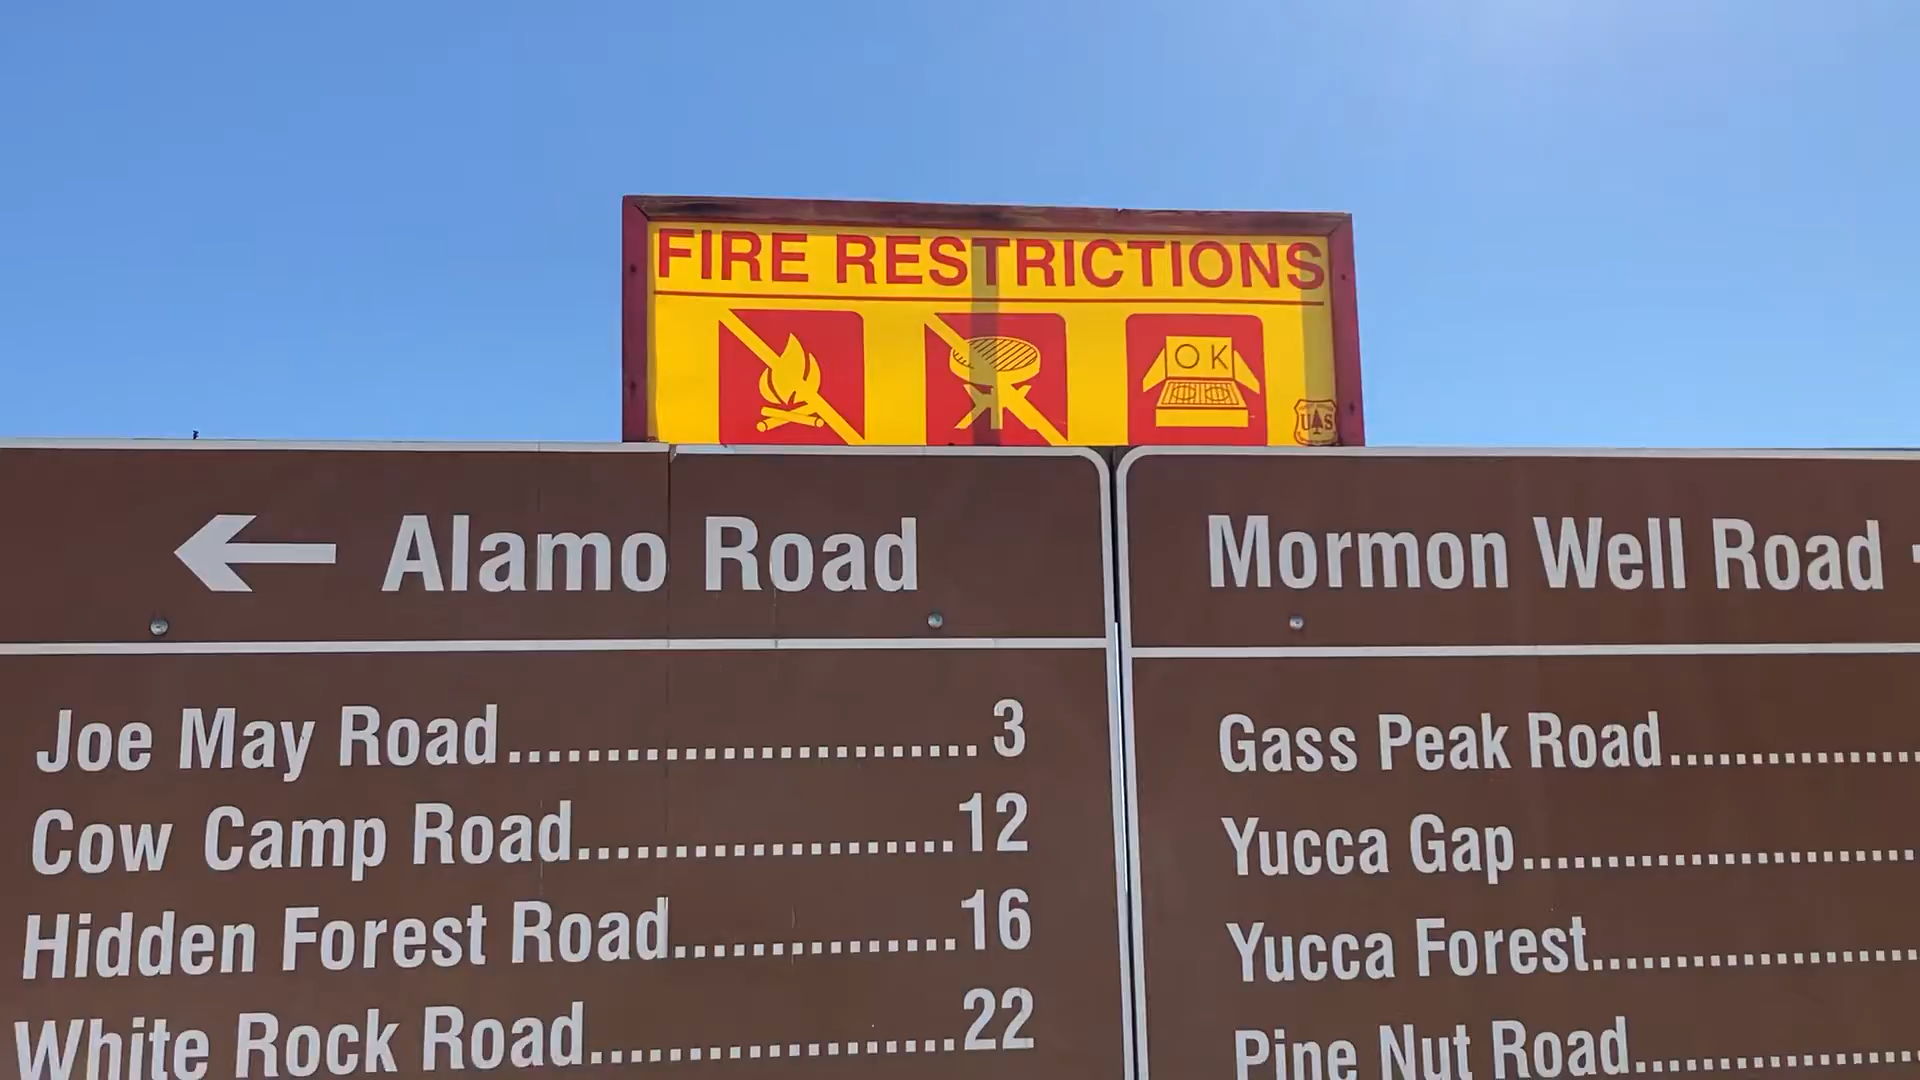 FIRE RESTRICTIONS
OK
US
Alamo Road
Joe May Road........................3
Cow Camp Road....................12
Hidden Forest Road...............16
White Rock Road...................22
Mormon Well Road
Gass Peak Road.............
Yucca Gap.....................
Yucca Forest.................
Pine Nut Road...............